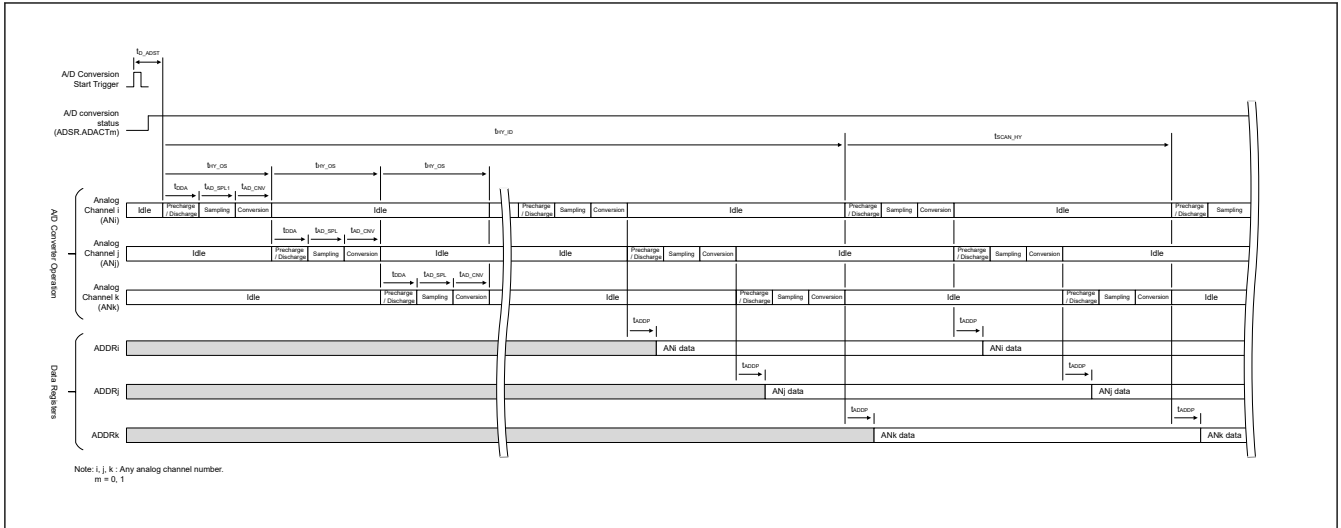 tD_ADST
A/D Conversion
Start Trigger
A/D conversion
status
(ADSR.ADACTm)
tHY_ID
tSCAN_HY
tHY_OS
tHY_OS
tHY_OS
tDDA
tAD_SPL1
tAD_CNV
A/D Converter Operation
Analog
Channel i
(ANi)
Idle
Precharge
/ Discharge
Sampling
Conversion
Idle
Precharge
/ Discharge
Sampling
Conversion
Idle
Precharge
/ Discharge
Sampling
Conversion
Idle
Precharge
/ Discharge
Sampling
tDDA
tAD_SPL
tAD_CNV
Analog
Channel j
(ANj)
Idle
Precharge
/ Discharge
Sampling
Conversion
Idle
Idle
Precharge
/ Discharge
Sampling
Conversion
Idle
Precharge
/ Discharge
Sampling
Conversion
Idle
tDDA
tAD_SPL
tAD_CNV
Analog
Channel k
(ANk)
Idle
Precharge
/ Discharge
Sampling
Conversion
Idle
Precharge
/ Discharge
Sampling
Conversion
Idle
Precharge
/ Discharge
Sampling
Conversion
Idle
Data Registers
tADDP
tADDP
ADDRi
ANi data
ANi data
tADDP
tADDP
ADDRj
ANj data
ANj data
tADDP
tADDP
ADDRk
ANk data
ANk data
Note: i, j, k : Any analog channel number.
m = 0, 1